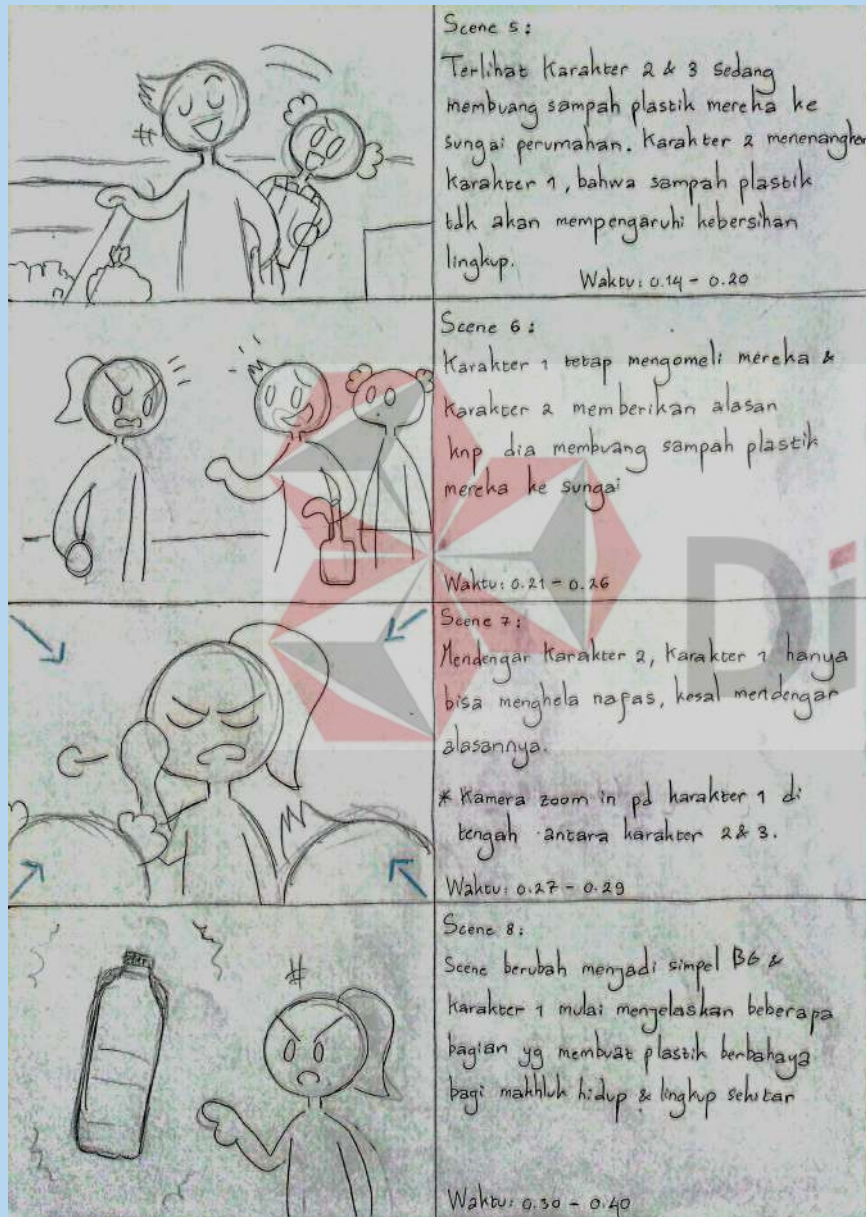 Scene 5:
Terlihat Karakter 2 & 3 sedang
membuang sampah plastik mereka ke
sungai perumahan. Karakter 2 menenangkan
karakter 1, bahwa sampah plastik
tdk akan mempengaruhi kebersihan
lingkup.
Waktu: 0.14 - 0.20
Scene 6:
Karakter 1 tetap mengomeli mereka &
karakter 2 memberikan alasan
knp dia membuang sampah plastik
mereka ke sungai
Waktu: 0.21 - 0.26
Scene 7:
Mendengar Karakter 2, Karakter 1 hanya
bisa menghela nafas, kesal mendengar
alasannya.
* Kamera zoom in pd karakter 1 di
tengah antara karakter 2 & 3.
Waktu: 0.27 - 0.29
Scene 8:
Scene berubah menjadi simpel BG &
Karakter 1 mulai menjelaskan beberapa
bagian yg membuat plastik berbahaya
bagi makhluk hidup & lingkup sekitar
Waktu: 0.30 - 0.40
Di